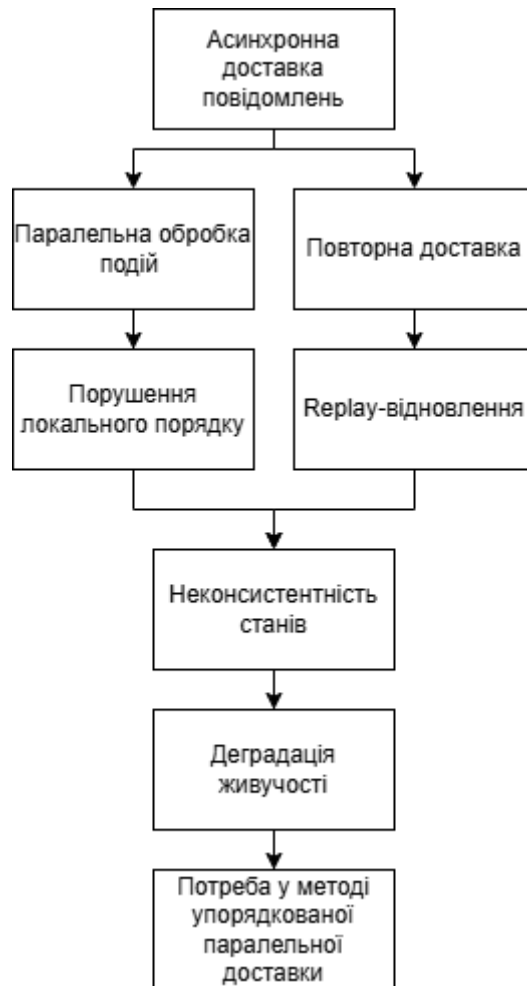 Асинхронна
доставка
повідомлень
Паралельна обробка
подій
Повторна доставка
Порушення
локального порядку
Replay-відновлення
Неконсистентність
станів
Деградація
живучості
Потреба у методі
упорядкованої
паралельної
доставки